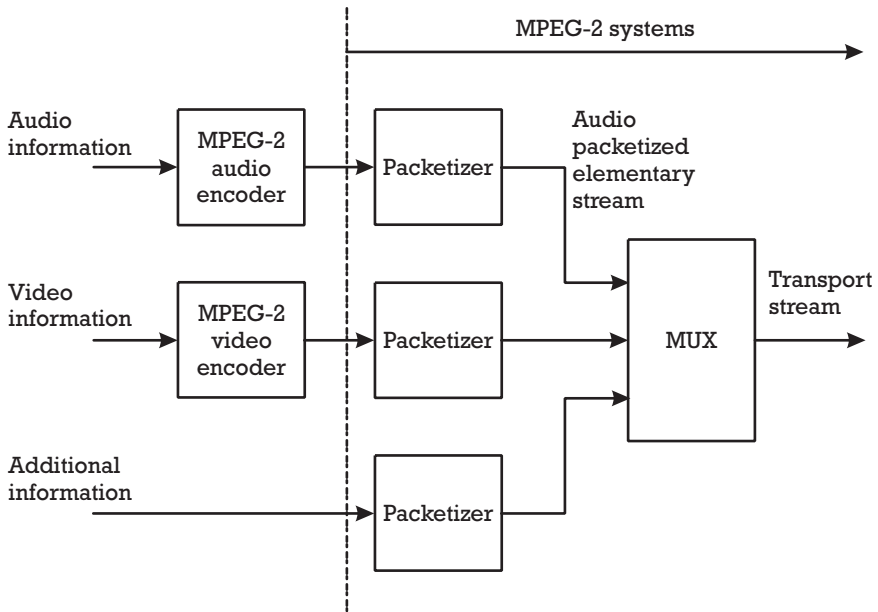 MPEG-2 systems
Audio
information
MPEG-2
audio
encoder
Packetizer
Audio
packetized
elementary
stream
Video
information
MPEG-2
video
encoder
Packetizer
MUX
Transport
stream
Additional
information
Packetizer